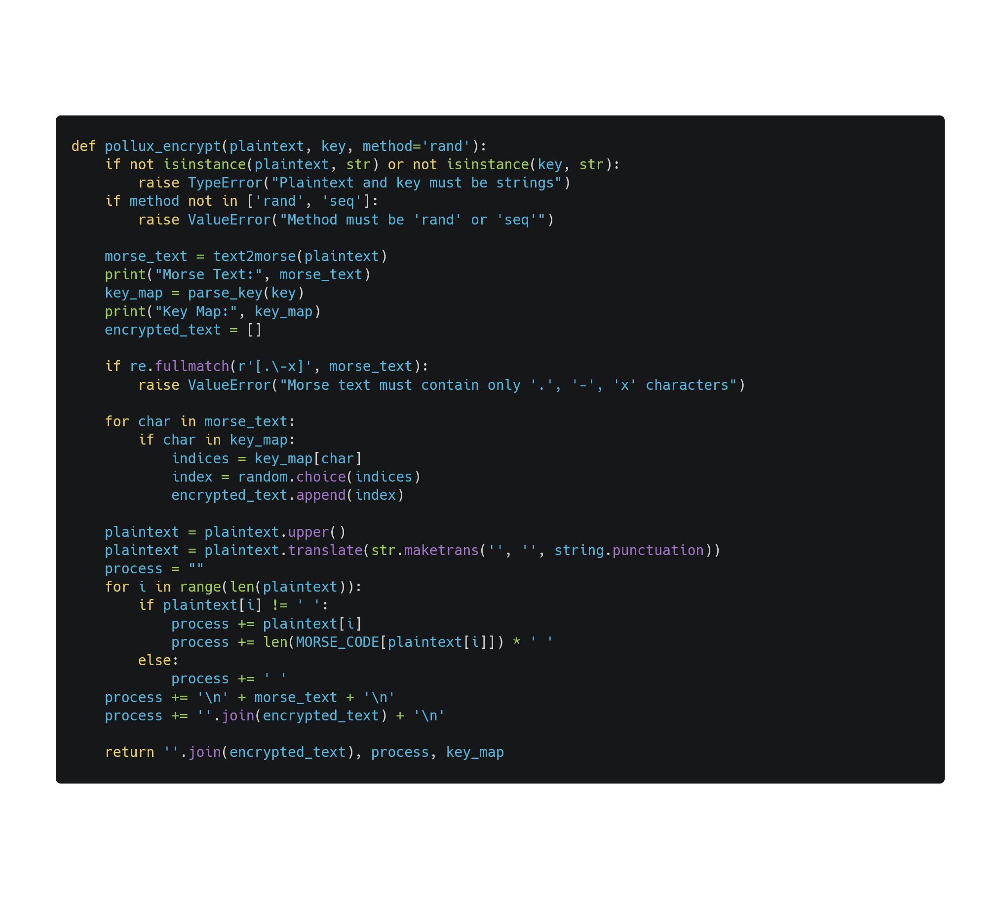 def pollux_encrypt(plaintext, key, method='rand'):
    if not isinstance(plaintext, str) or not isinstance(key, str):
        raise TypeError("Plaintext and key must be strings")
    if method not in ['rand', 'seq']:
        raise ValueError("Method must be 'rand' or 'seq'")

    morse_text = text2morse(plaintext)
    print("Morse Text:", morse_text)
    key_map = parse_key(key)
    print("Key Map:", key_map)
    encrypted_text = []

    if re.fullmatch(r'[.\-x]', morse_text):
        raise ValueError("Morse text must contain only '.', '-', 'x' characters")

    for char in morse_text:
        if char in key_map:
            indices = key_map[char]
            index = random.choice(indices)
            encrypted_text.append(index)

    plaintext = plaintext.upper()
    plaintext = plaintext.translate(str.maketrans('', '', string.punctuation))
    process = ""
    for i in range(len(plaintext)):
        if plaintext[i] != ' ':
            process += plaintext[i]
            process += len(MORSE_CODE[plaintext[i]]) * ' '
        else:
            process += ' '
    process += '\n' + morse_text + '\n'
    process += ''.join(encrypted_text) + '\n'

    return ''.join(encrypted_text), process, key_map